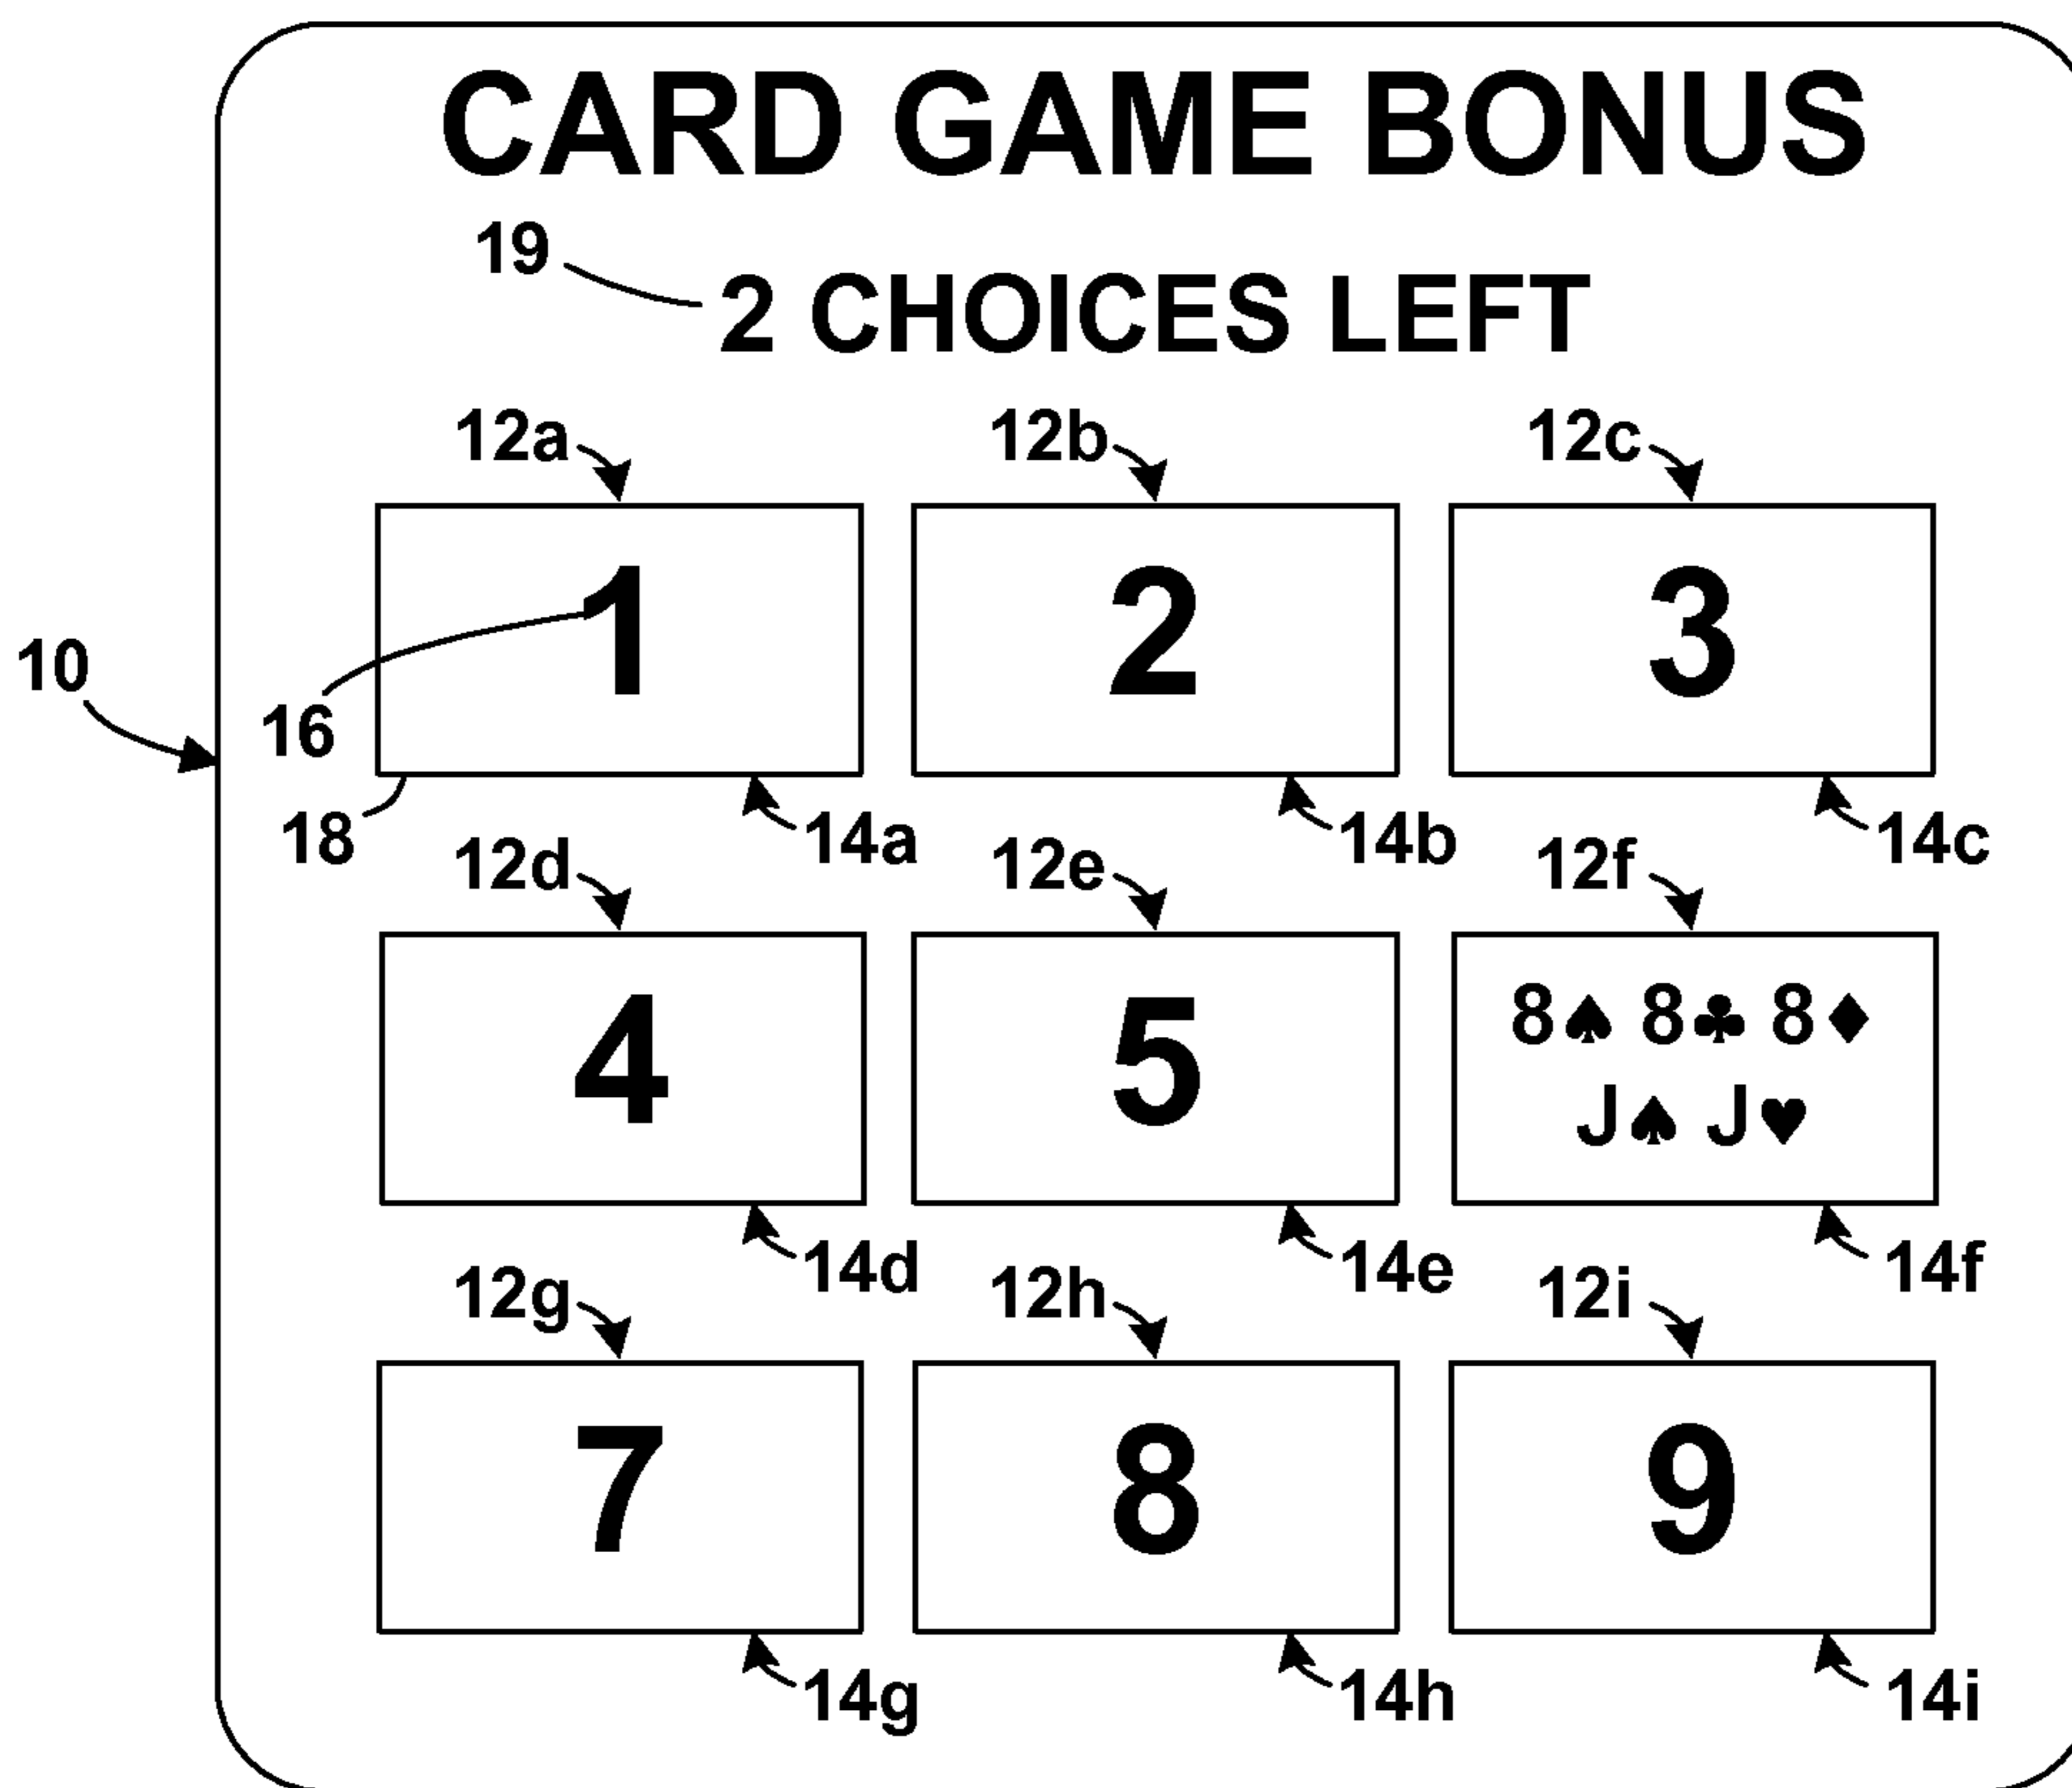 CARD GAME BONUS
19
2 CHOICES LEFT
12a 12b 12c
1 2 3
10
16
18 14a 14b 14c
12d 12e 12f
4 5 8♠ 8♣ 8♦
J♠ J♥
14d 14e 14f
12g 12h 12i
7 8 9
14g 14h 14i